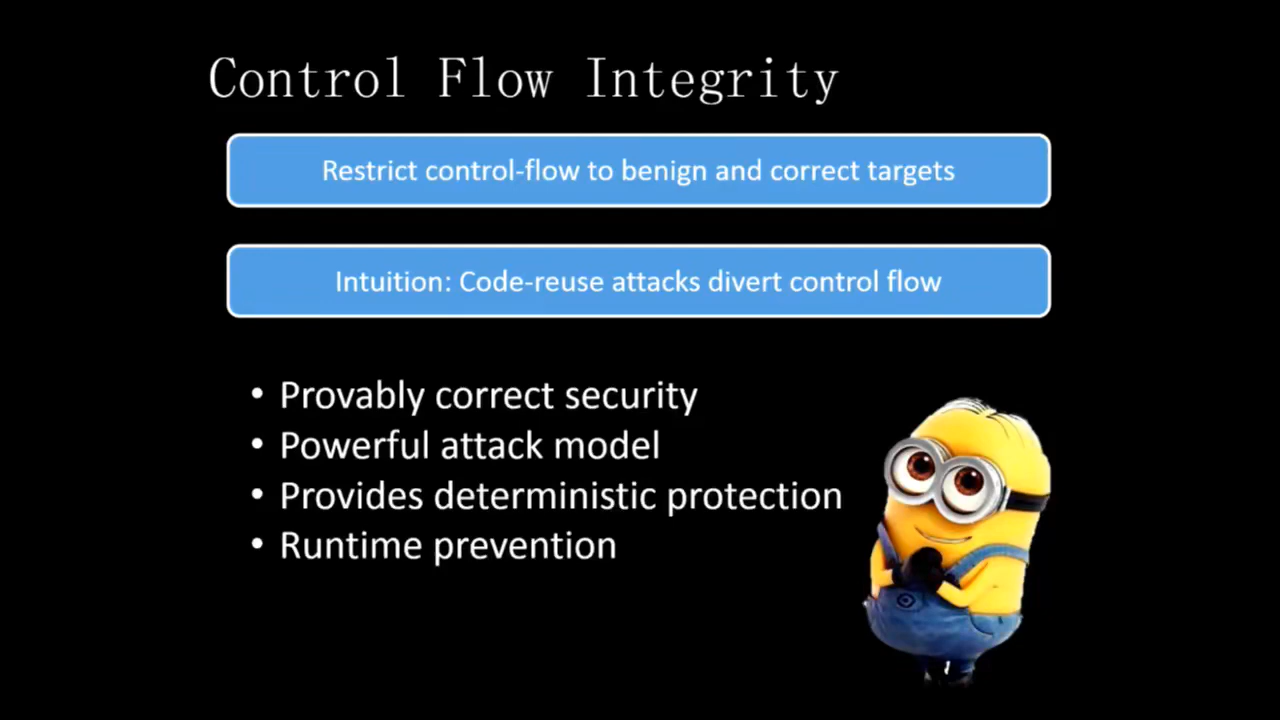 Control Flow Integrity
Restrict control-flow to benign and correct targets
Intuition: Code-reuse attacks divert control flow
• Provably correct security
• Powerful attack model
• Provides deterministic protection
• Runtime prevention